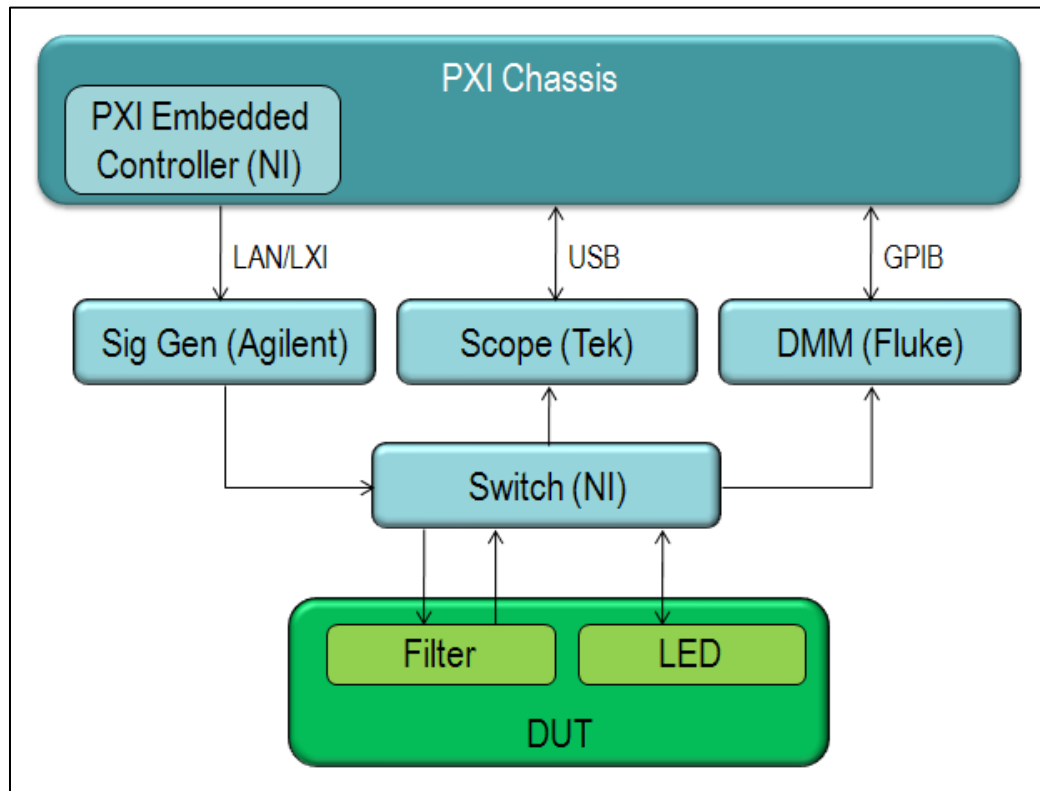 PXI Chassis
PXI Embedded
Controller (NI)
LAN/LXI
USB
GPIB
Sig Gen (Agilent)
Scope (Tek)
DMM (Fluke)
Switch (NI)
Filter
LED
DUT